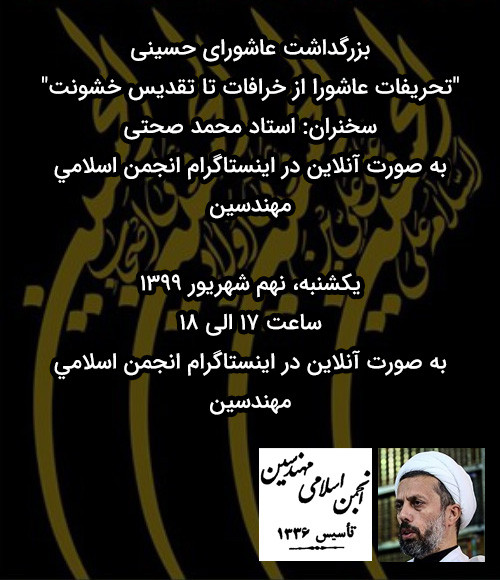 بزرگداشت عاشورای حسینی
"تحریفات عاشورا از خرافات تا تقدیس خشونت"
سخنران: استاد محمد صحتی
به صورت آنلاین در اینستاگرام انجمن اسلامي
مهندسین
یکشنبه، نهم شهریور ۱۳۹۹
ساعت ۱۷ الی ۱۸
به صورت آنلاین در اینستاگرام انجمن اسلامي
مهندسین
انجمن اسلامی مهندسین
تأسیس ۱۳۳۶